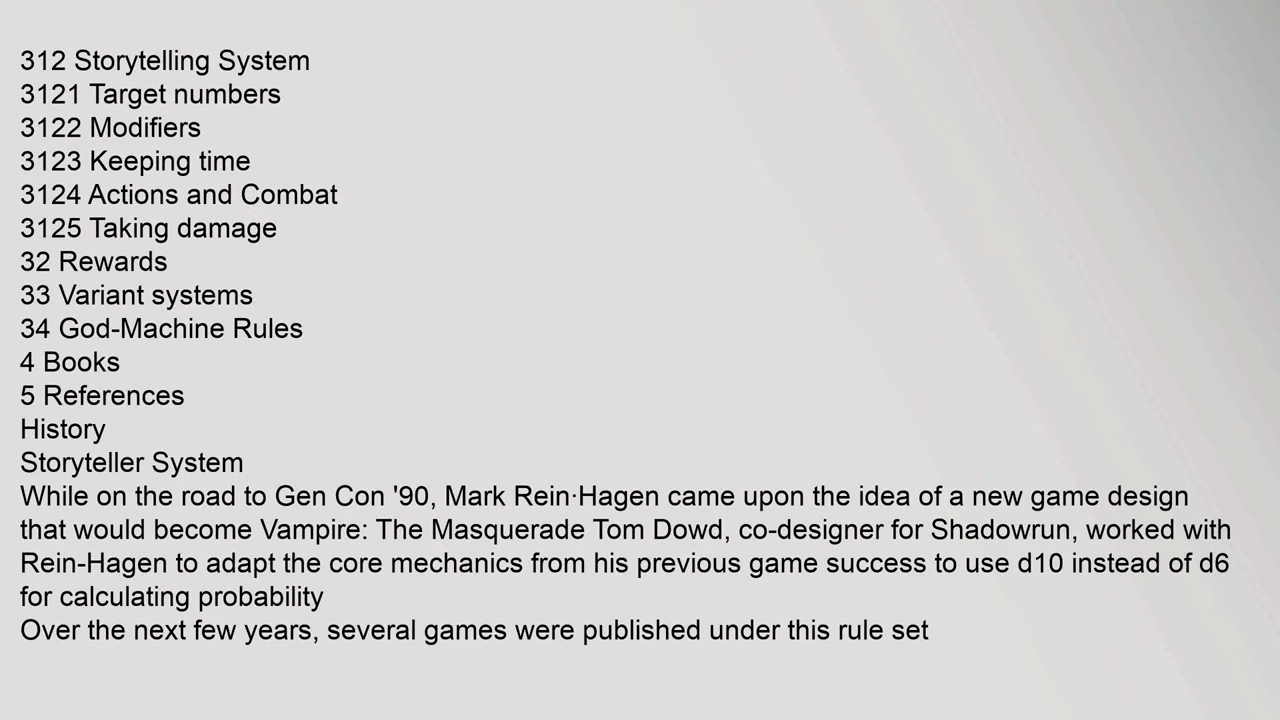 312 Storytelling System
3121 Target numbers
3122 Modifiers
3123 Keeping time
3124 Actions and Combat
3125 Taking damage
32 Rewards
33 Variant systems
34 God-Machine Rules
4 Books
5 References
History
Storyteller System
While on the road to Gen Con '90, Mark Rein·Hagen came upon the idea of a new game design
that would become Vampire: The Masquerade Tom Dowd, co-designer for Shadowrun, worked with
Rein-Hagen to adapt the core mechanics from his previous game success to use d10 instead of d6
for calculating probability
Over the next few years, several games were published under this rule set